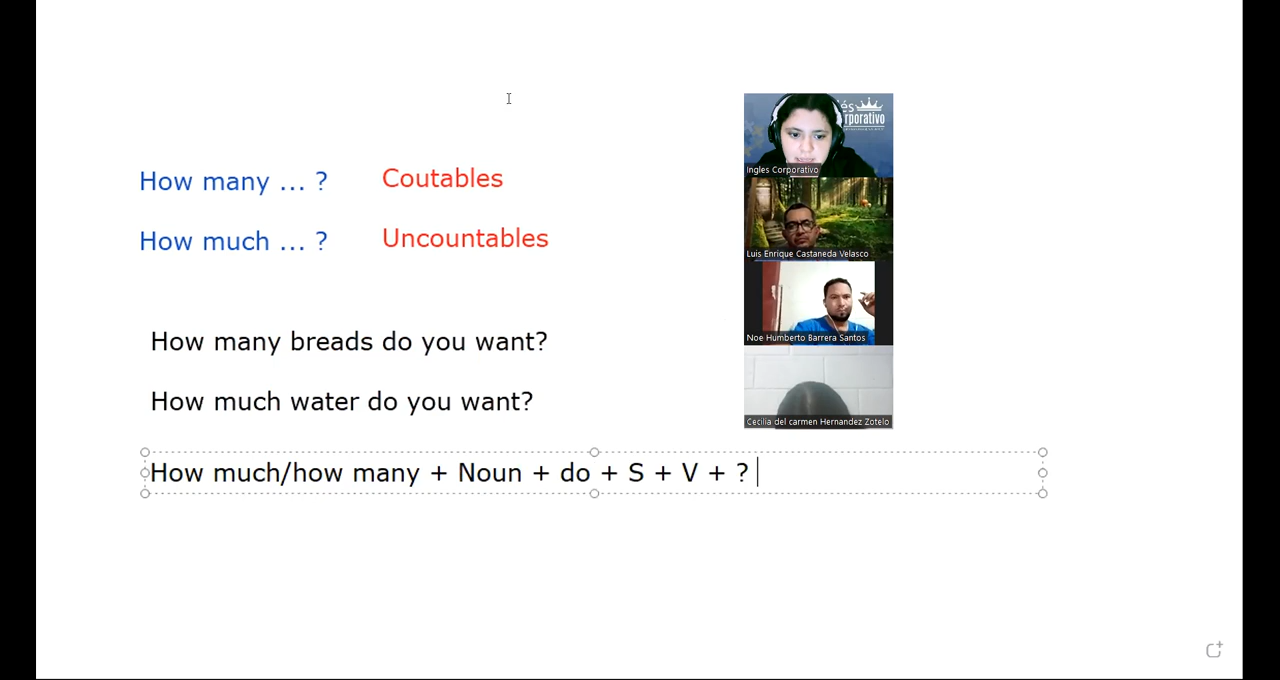 How many ... ? Coutables
How much ... ? Uncountables
How many breads do you want?
How much water do you want?
How much/how many + Noun + do + S + V + ?
és
rporativo
Ingles Corporativo
Luis Enrique Castaneda Velasco
Noe Humberto Barrera Santos
Cecilia del carmen Hernandez Zotelo